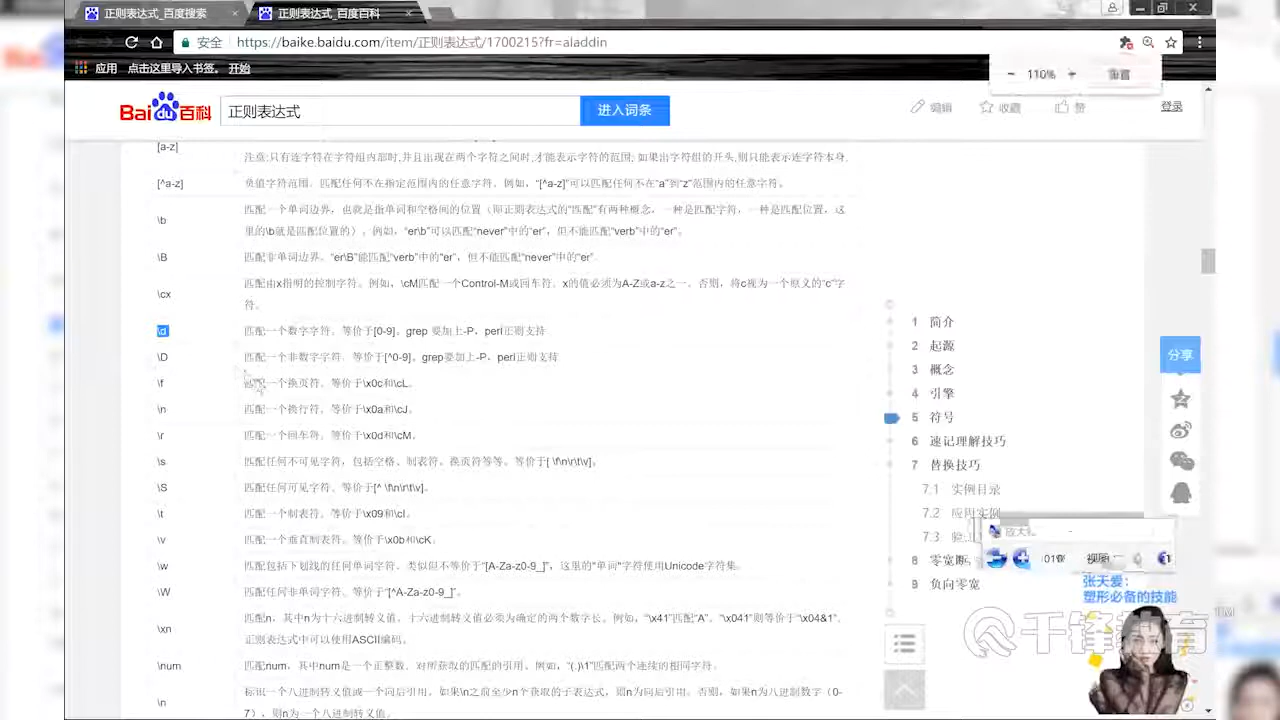 正则表达式_百度搜索
正则表达式_百度百科
安全
https://baike.baidu.com/item/正则表达式/1700215?fr=aladdin
应用 点击这里导入书签。 开始
110%
重置
Bai du 百科
正则表达式
进入词条
编辑
收藏
赞
登录
[a-z]
注意:只有连字符在字符组内部时,并且出现在两个字符之间时,才能表示字符的范围; 如果出字符组的开头,则只能表示连字符本身.
[^a-z]
负值字符范围。匹配任何不在指定范围内的任意字符。例如,“[^a-z]”可以匹配任何不在“a”到“z”范围内的任意字符。
\b
匹配一个单词边界，也就是指单词和空格间的位置（即正则表达式的“匹配”有两种概念，一种是匹配字符，一种是匹配位置，这
里的\b就是匹配位置的）。例如，“er\b”可以匹配“never”中的“er”，但不能匹配“verb”中的“er”。
\B
匹配非单词边界。“er\B”能匹配“verb”中的“er”，但不能匹配“never”中的“er”
\cx
匹配由x指明的控制字符。例如，\cM匹配一个Control-M或回车符。x的值必须为A-Z或a-z之一。否则，将c视为一个原义的“c”字
符。
\d
匹配一个数字字符。等价于[0-9]。grep 要加上-P，perl正则支持
\D
匹配一个非数字字符。等价于[^0-9]。grep要加上-P，perl正则支持
\f
匹配一个换页符。等价于\x0c和\cL。
\n
匹配一个换行符。等价于\x0a和\cJ。
\r
匹配一个回车符。等价于\x0d和\cM。
\s
匹配任何不可见字符，包括空格、制表符、换页符等等。等价于[ \f\n\r\t\v]。
\S
匹配任何可见字符。等价于[^ \f\n\r\t\v]。
\t
匹配一个制表符。等价于\x09和\cI。
\v
匹配一个垂直制表符。等价于\x0b和\cK。
\w
匹配包括下划线的任何单词字符。类似但不等价于“[A-Za-z0-9_]”，这里的“单词”字符使用Unicode字符集。
\W
匹配任何非单词字符。等价于“[^A-Za-z0-9_]”。
\xn
匹配n，其中n为十六进制转义值。十六进制转义值必须为确定的两个数字长。例如，“\x41”匹配“A”。“\x041”则等价于“\x04&1”。
正则表达式中可以使用ASCII编码。
\num
匹配num，其中num是一个正整数。对所获取的匹配的引用。例如，“(.)\1”匹配两个连续的相同字符。
\n
标识一个八进制转义值或一个向后引用。如果\n之前至少n个获取的子表达式，则n为向后引用。否则，如果n为八进制数字（0-
7），则n为一个八进制转义值。
1 简介
2 起源
3 概念
4 引擎
5 符号
6 速记理解技巧
7 替换技巧
7.1 实例目录
7.2 应用实例
7.3
8 零宽断
9 负向零宽
分享
张天爱:
塑形必备的技能
千锋教育
TM